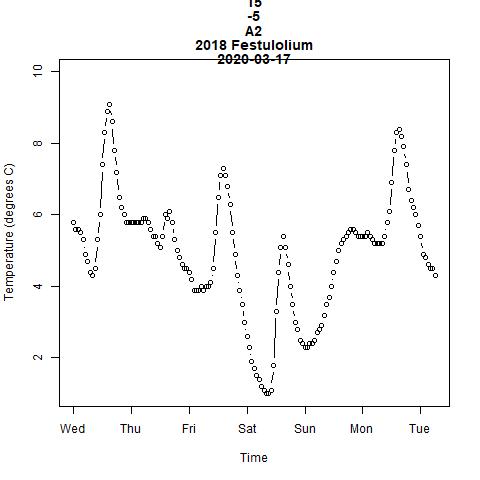 15
-5
A2
2018 Festulolium
2020-03-17
Temperature (degrees C)
10
8
6
4
2
Wed Thu Fri Sat Sun Mon Tue
Time